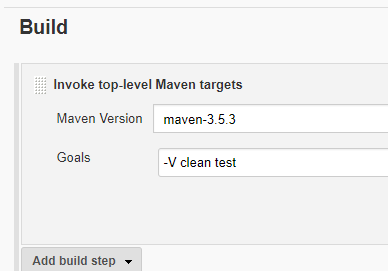 Build
Invoke top-level Maven targets
Maven Version
maven-3.5.3
Goals
-V clean test
Add build step